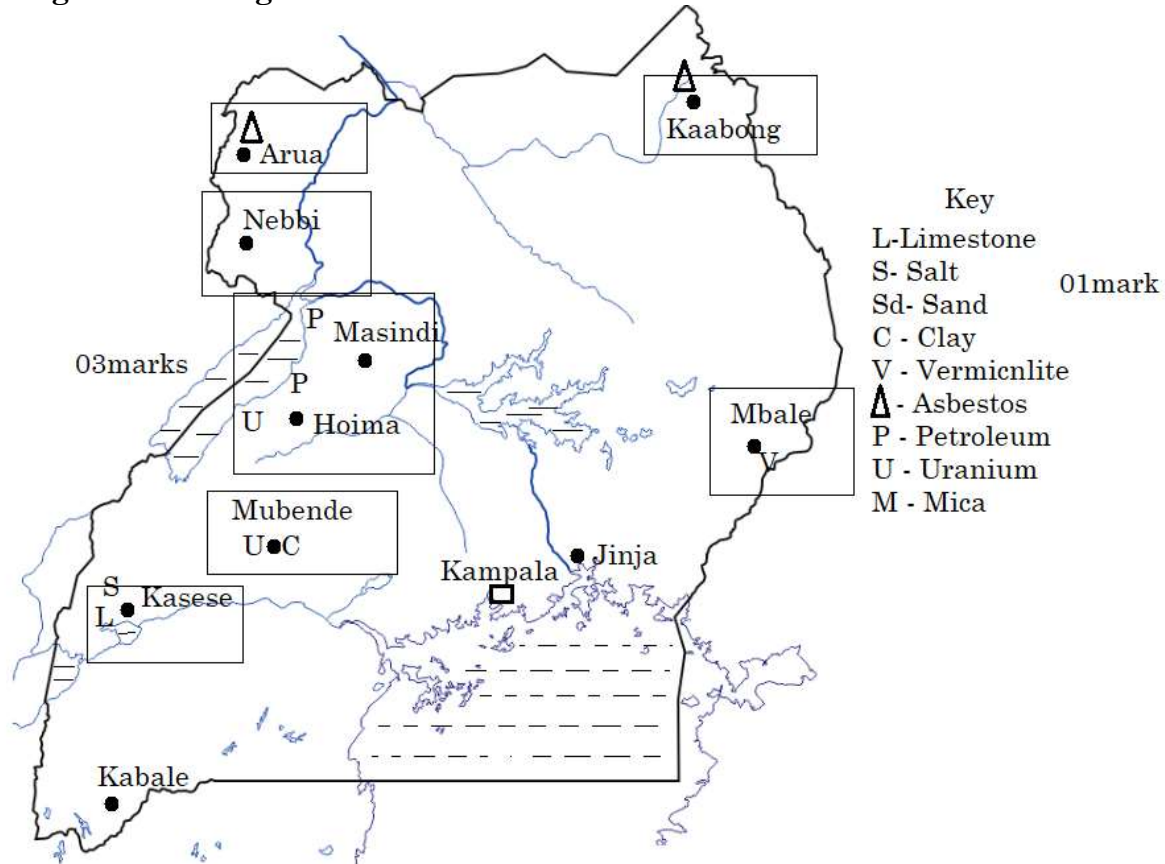 Arua
Kaabong
Nebbi
Key
L-Limestone
S- Salt
01mark
Sd- Sand
C - Clay
V - Vermicnlite
- Asbestos
P - Petroleum
U - Uranium
M - Mica
P
Masindi
03marks
P
U
Hoima
Mbale
V
Mubende
U C
Jinja
Kampala
S
Kasese
L
Kabale